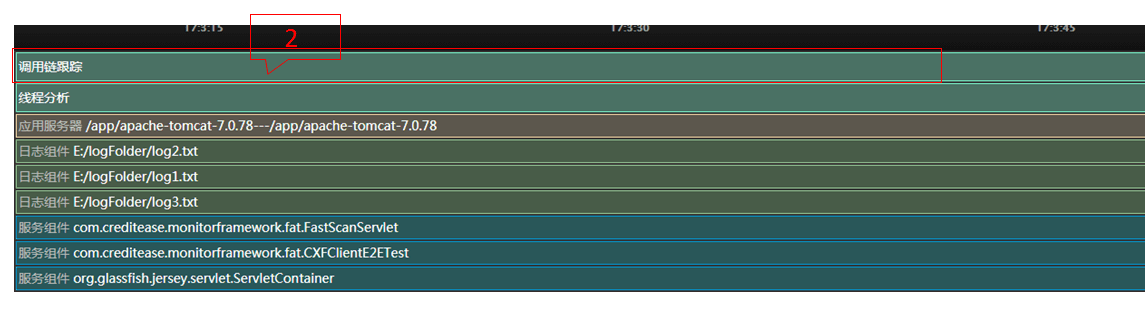 17:3:15 17:3:30 17:3:45
2
调用链跟踪
线程分析
应用服务器 /app/apache-tomcat-7.0.78---/app/apache-tomcat-7.0.78
日志组件 E:/logFolder/log2.txt
日志组件 E:/logFolder/log1.txt
日志组件 E:/logFolder/log3.txt
服务组件 com.creditease.monitorframework.fat.FastScanServlet
服务组件 com.creditease.monitorframework.fat.CXFClientE2ETest
服务组件 org.glassfish.jersey.servlet.ServletContainer